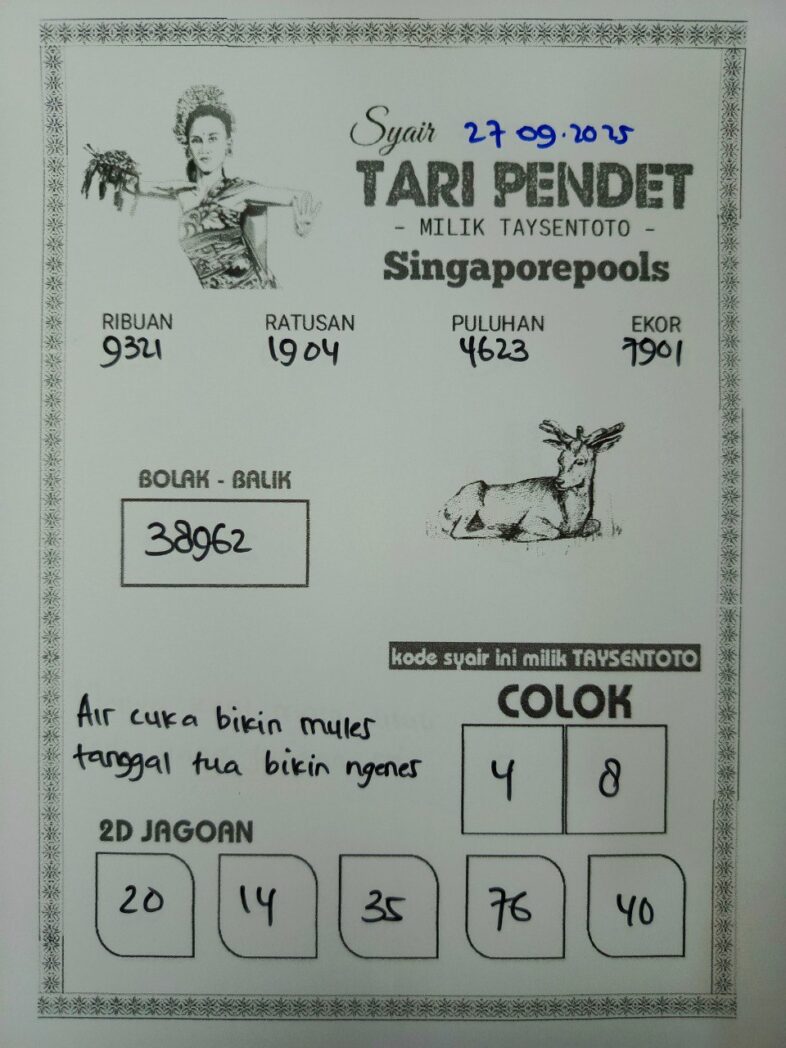 Syair 27 09.2025
TARI PENDET
- MILIK TAYSENTOTO -
Singaporepools
RIBUAN RATUSAN PULUHAN EKOR
9321 1904 4623 7901
BOLAK - BALIK
38962
kode syair ini milik TAYSENTOTO
COLOK
4 8
Air cuka bikin mules
tanggal tua bikin ngenes
2D JAGOAN
20 14 35 76 40